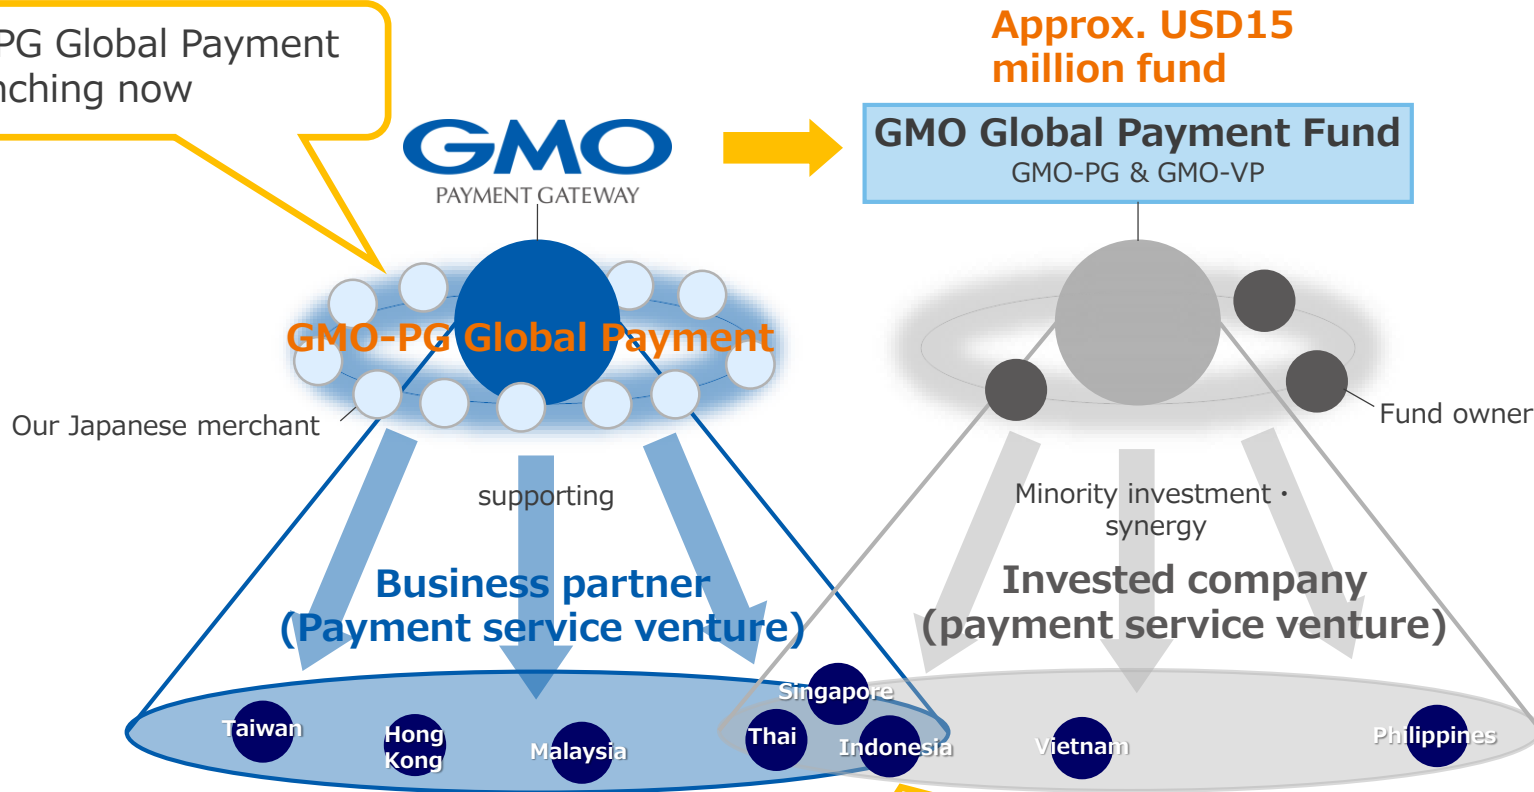 PG Global Payment
nching now
Approx. USD15
million fund
GMO
PAYMENT GATEWAY
GMO Global Payment Fund
GMO-PG & GMO-VP
GMO-PG Global Payment
Our Japanese merchant
Fund owner
supporting
Minority investment・
synergy
Business partner
(Payment service venture)
Invested company
(payment service venture)
Taiwan
Hong
Kong
Malaysia
Thai
Singapore
Indonesia
Vietnam
Philippines